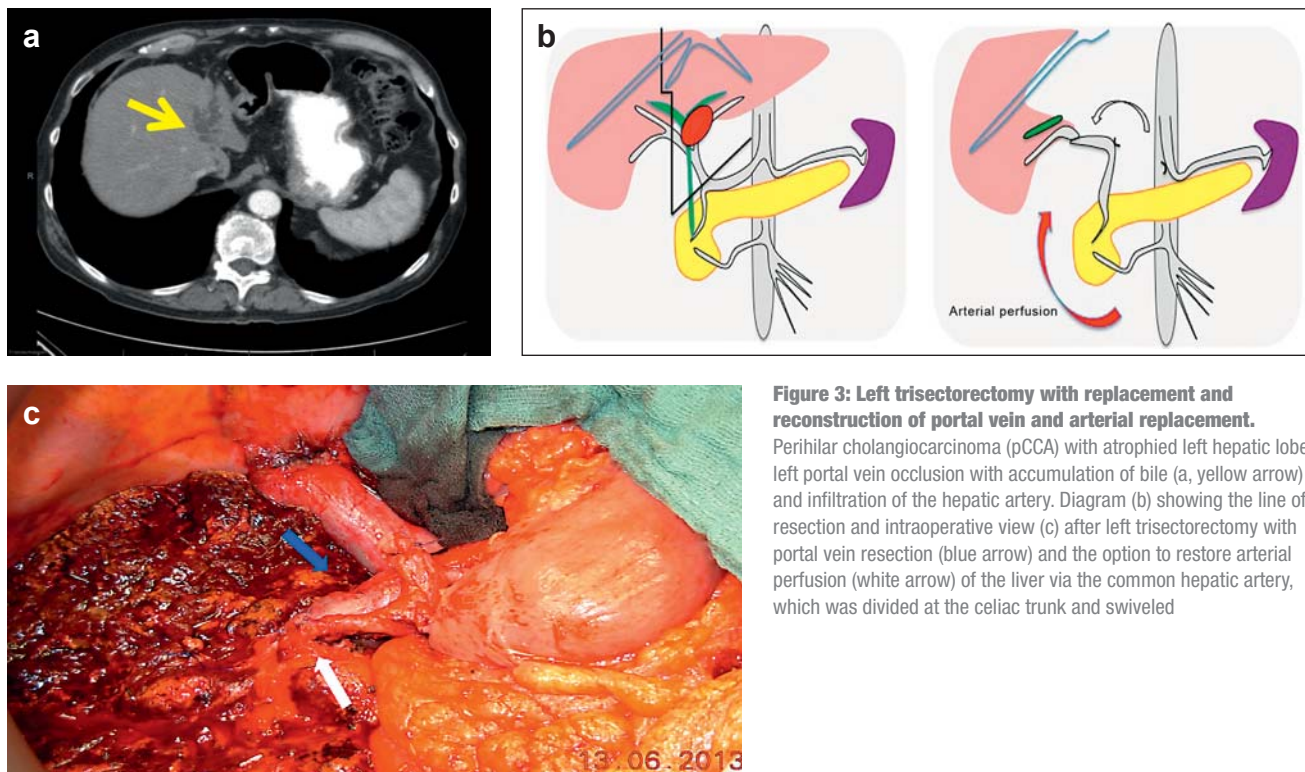 a
R
b
Arterial perfusion
c
13.06.2013
Figure 3: Left trisectorectomy with replacement and
reconstruction of portal vein and arterial replacement.
Perihilar cholangiocarcinoma (pCCA) with atrophied left hepatic lobe
left portal vein occlusion with accumulation of bile (a, yellow arrow)
and infiltration of the hepatic artery. Diagram (b) showing the line of
resection and intraoperative view (c) after left trisectorectomy with
portal vein resection (blue arrow) and the option to restore arterial
perfusion (white arrow) of the liver via the common hepatic artery,
which was divided at the celiac trunk and swiveled